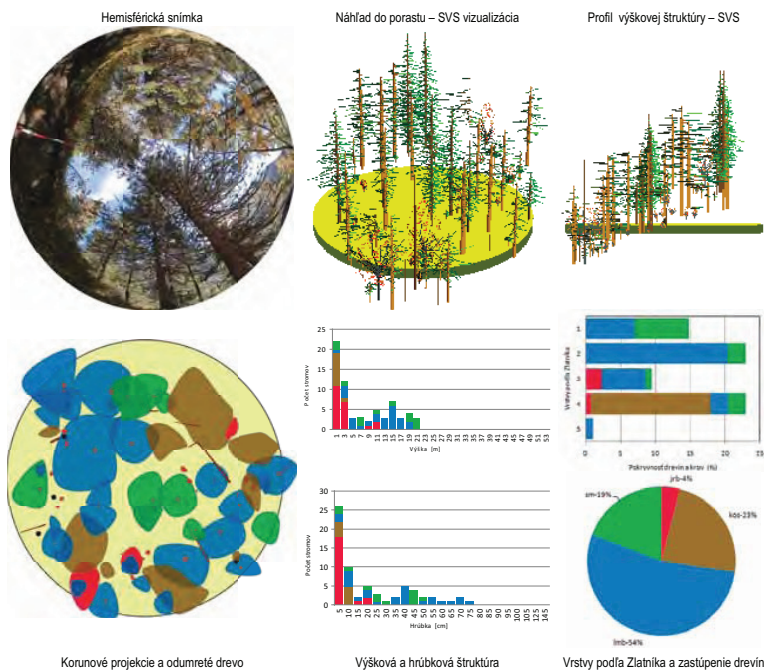 Hemisférická snímka
Náhľad do porastu – SVS vizualizácia
Profil výškovej štruktúry – SVS
25
20
15
10
5
0
Počet stromov
1 3 5 7 9 11 13 15 17 19 21 23 25 27 29 31 33 35 37 39 41 43 45 47 49 51 53
Výška [m]
30
25
20
15
10
5
0
Počet stromov
5 10 15 20 25 30 35 40 45 50 55 60 65 70 75 80 85 90 95 100 105 110 115 120 125 130 135 140 145
Hrúbka [cm]
Vrstvy podľa Zlatníka
1
2
3
4
5
0 5 10 15 20 25
Pokryvnosť drevín a krov (%)
jrb-4%
sm-19%
kos-23%
lmb-54%
Korunové projekcie a odumreté drevo
Výšková a hrúbková štruktúra
Vrstvy podľa Zlatníka a zastúpenie drevín